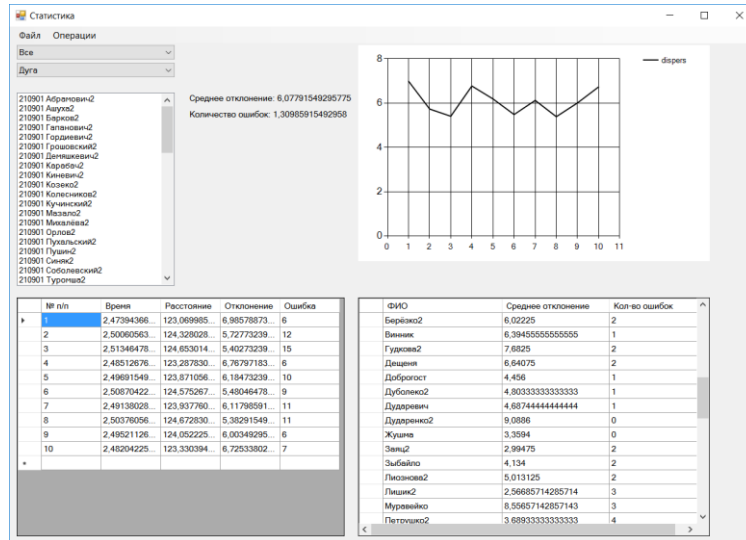 Статистика
Файл Операции
Все
Дуга
210901 Абрамович2
210901 Ашуха2
210901 Барков2
210901 Гапанович2
210901 Гордиевич2
210901 Грошовский2
210901 Демяшкевич2
210901 Карабач2
210901 Киневич2
210901 Козеко2
210901 Колесников2
210901 Кучинский2
210901 Мазало2
210901 Михалёва2
210901 Орлов2
210901 Пухальский2
210901 Пушин2
210901 Синяк2
210901 Соболевский2
210901 Туромша2
Среднее отклонение: 6,07791549295775
Количество ошибок: 1,30985915492958
8
6
4
2
0
0 1 2 3 4 5 6 7 8 9 10 11
dispers
№ п/п Время Расстояние Отклонение Ошибка
1 2,47394366... 123,069985... 6,98578873... 6
2 2,50060563... 124,328028... 5,72773239... 12
3 2,51346478... 124,653014... 5,40273239... 15
4 2,48512676... 123,287830... 6,76797183... 6
5 2,49691549... 123,871056... 6,18473239... 10
6 2,50870422... 124,575267... 5,48046478... 9
7 2,49138028... 123,937760... 6,11798591... 11
8 2,50376056... 124,672830... 5,38291549... 11
9 2,49521126... 124,052225... 6,00349295... 6
10 2,48204225... 123,330394... 6,72533802... 7
ФИО Среднее отклонение Кол-во ошибок
Берёзко2 6,02225 2
Винник 6,39455555555555 1
Гудкова2 7,6825 2
Дещеня 6,64075 2
Доброгост 4,456 1
Дуболеко2 4,80333333333333 1
Дударевич 4,68744444444444 1
Дударенко2 9,0886 0
Жушма 3,3594 0
Заяц2 2,99475 2
Зыбайло 4,134 2
Лиознова2 5,013125 2
Лишик2 2,56685714285714 3
Муравейко 8,55657142857143 3
Петрушко2 3,68933333333333 4